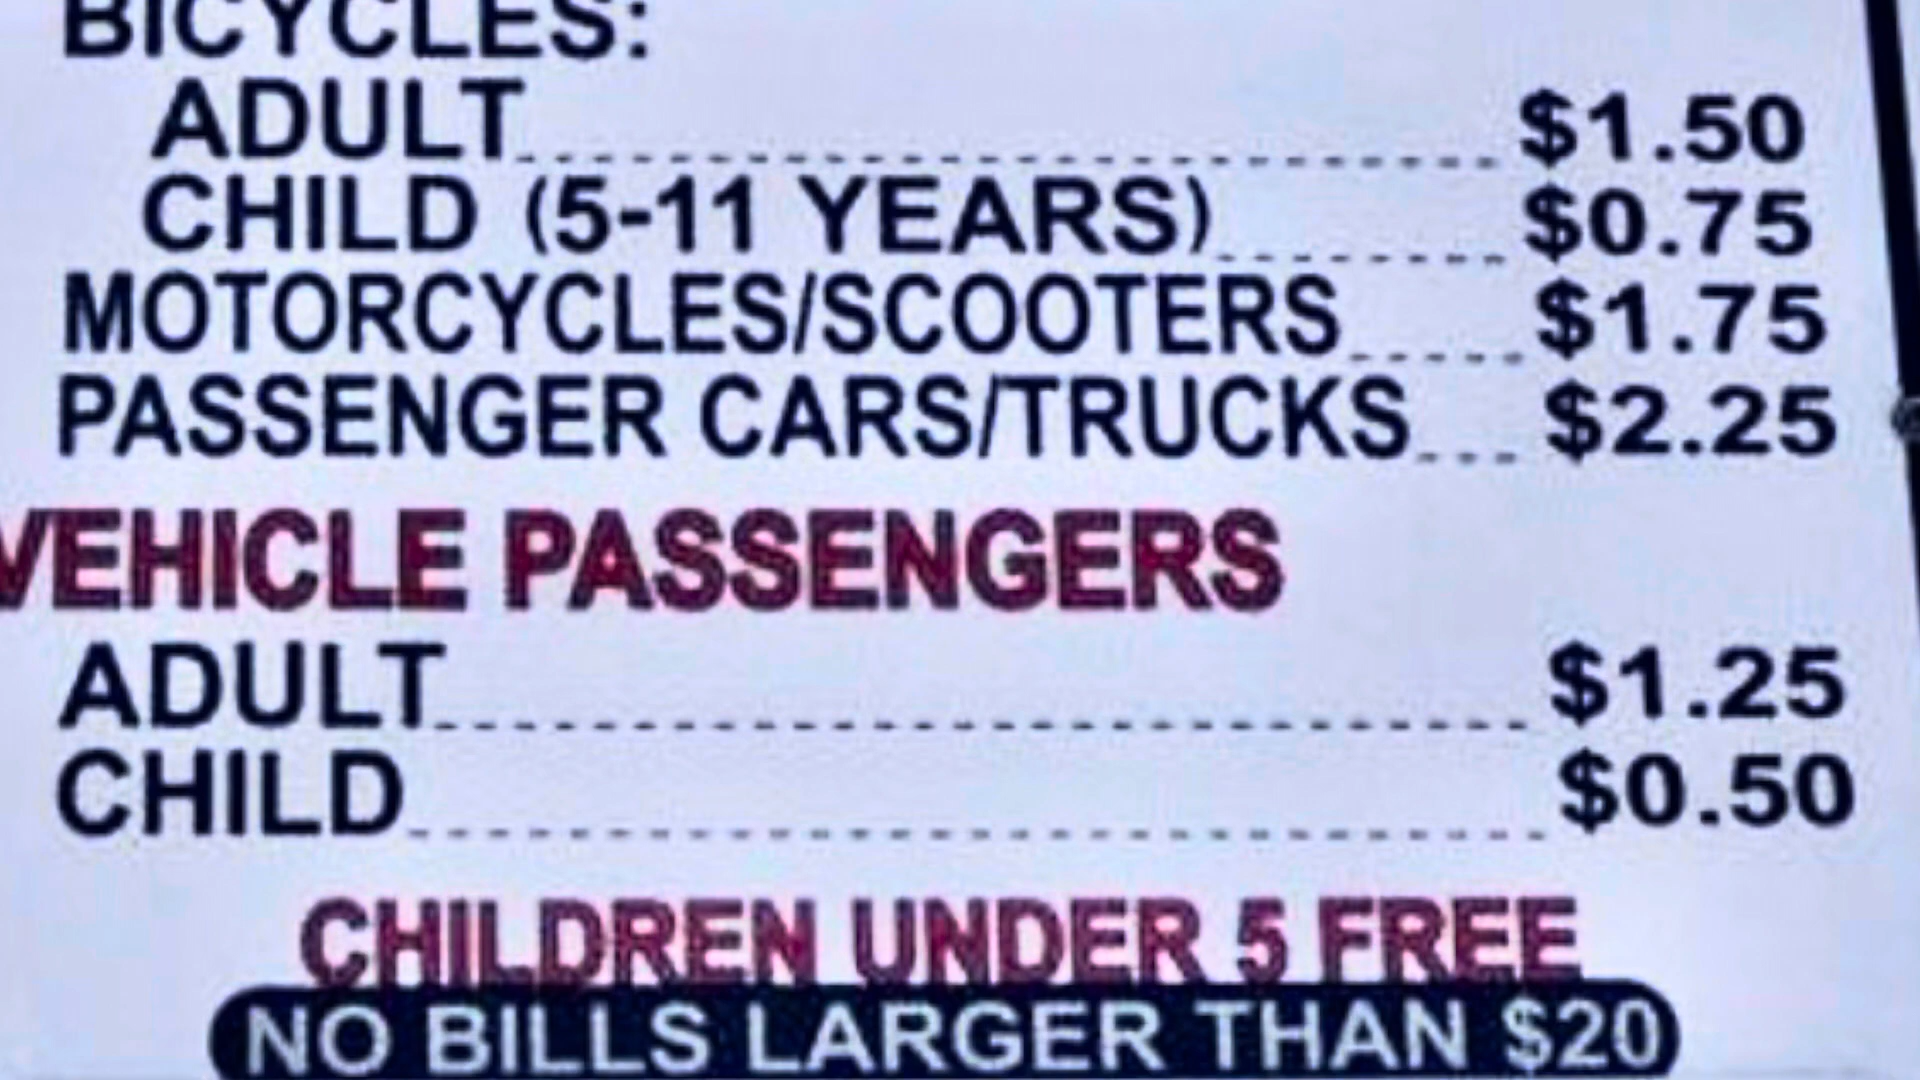 BICYCLES:
ADULT $1.50
CHILD (5-11 YEARS) $0.75
MOTORCYCLES/SCOOTERS $1.75
PASSENGER CARS/TRUCKS $2.25
VEHICLE PASSENGERS
ADULT $1.25
CHILD $0.50
CHILDREN UNDER 5 FREE
NO BILLS LARGER THAN $20